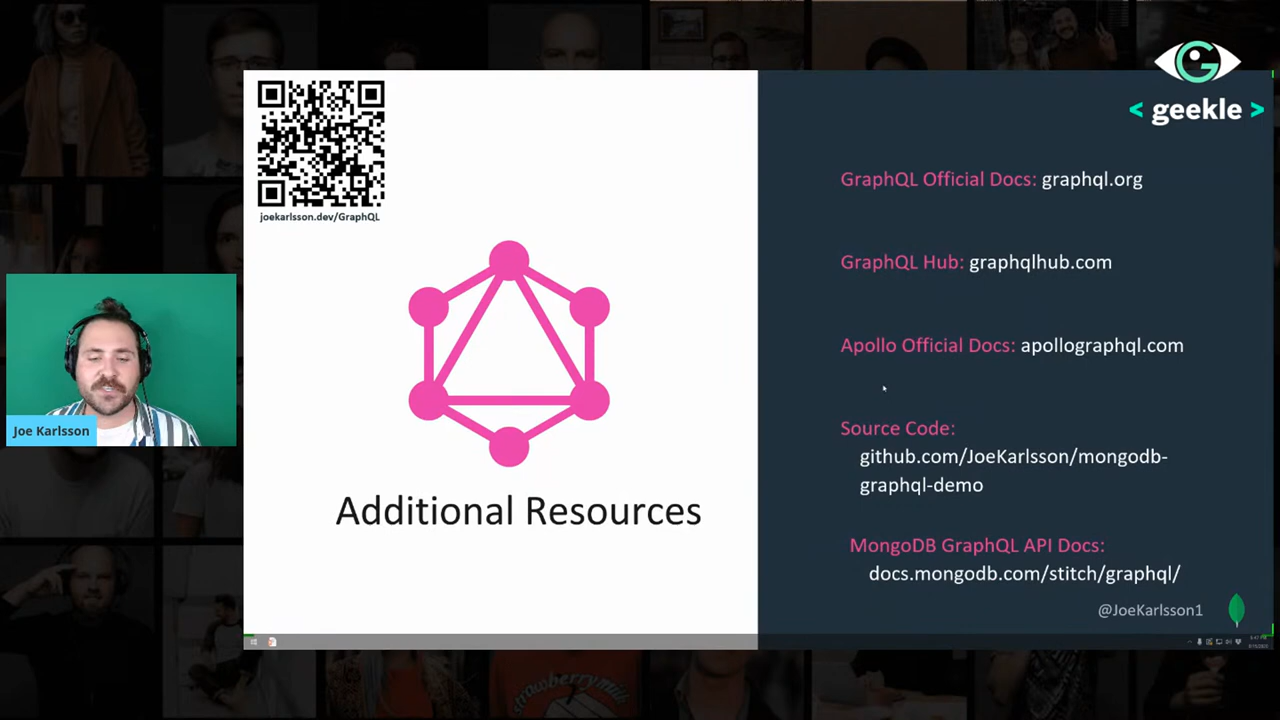 < geekle >
joekarlsson.dev/GraphQL
GraphQL Official Docs: graphql.org
GraphQL Hub: graphqlhub.com
Apollo Official Docs: apollographql.com
Source Code:
github.com/JoeKarlsson/mongodb-
graphql-demo
Joe Karlsson
Additional Resources
MongoDB GraphQL API Docs:
docs.mongodb.com/stitch/graphql/
@JoeKarlsson1